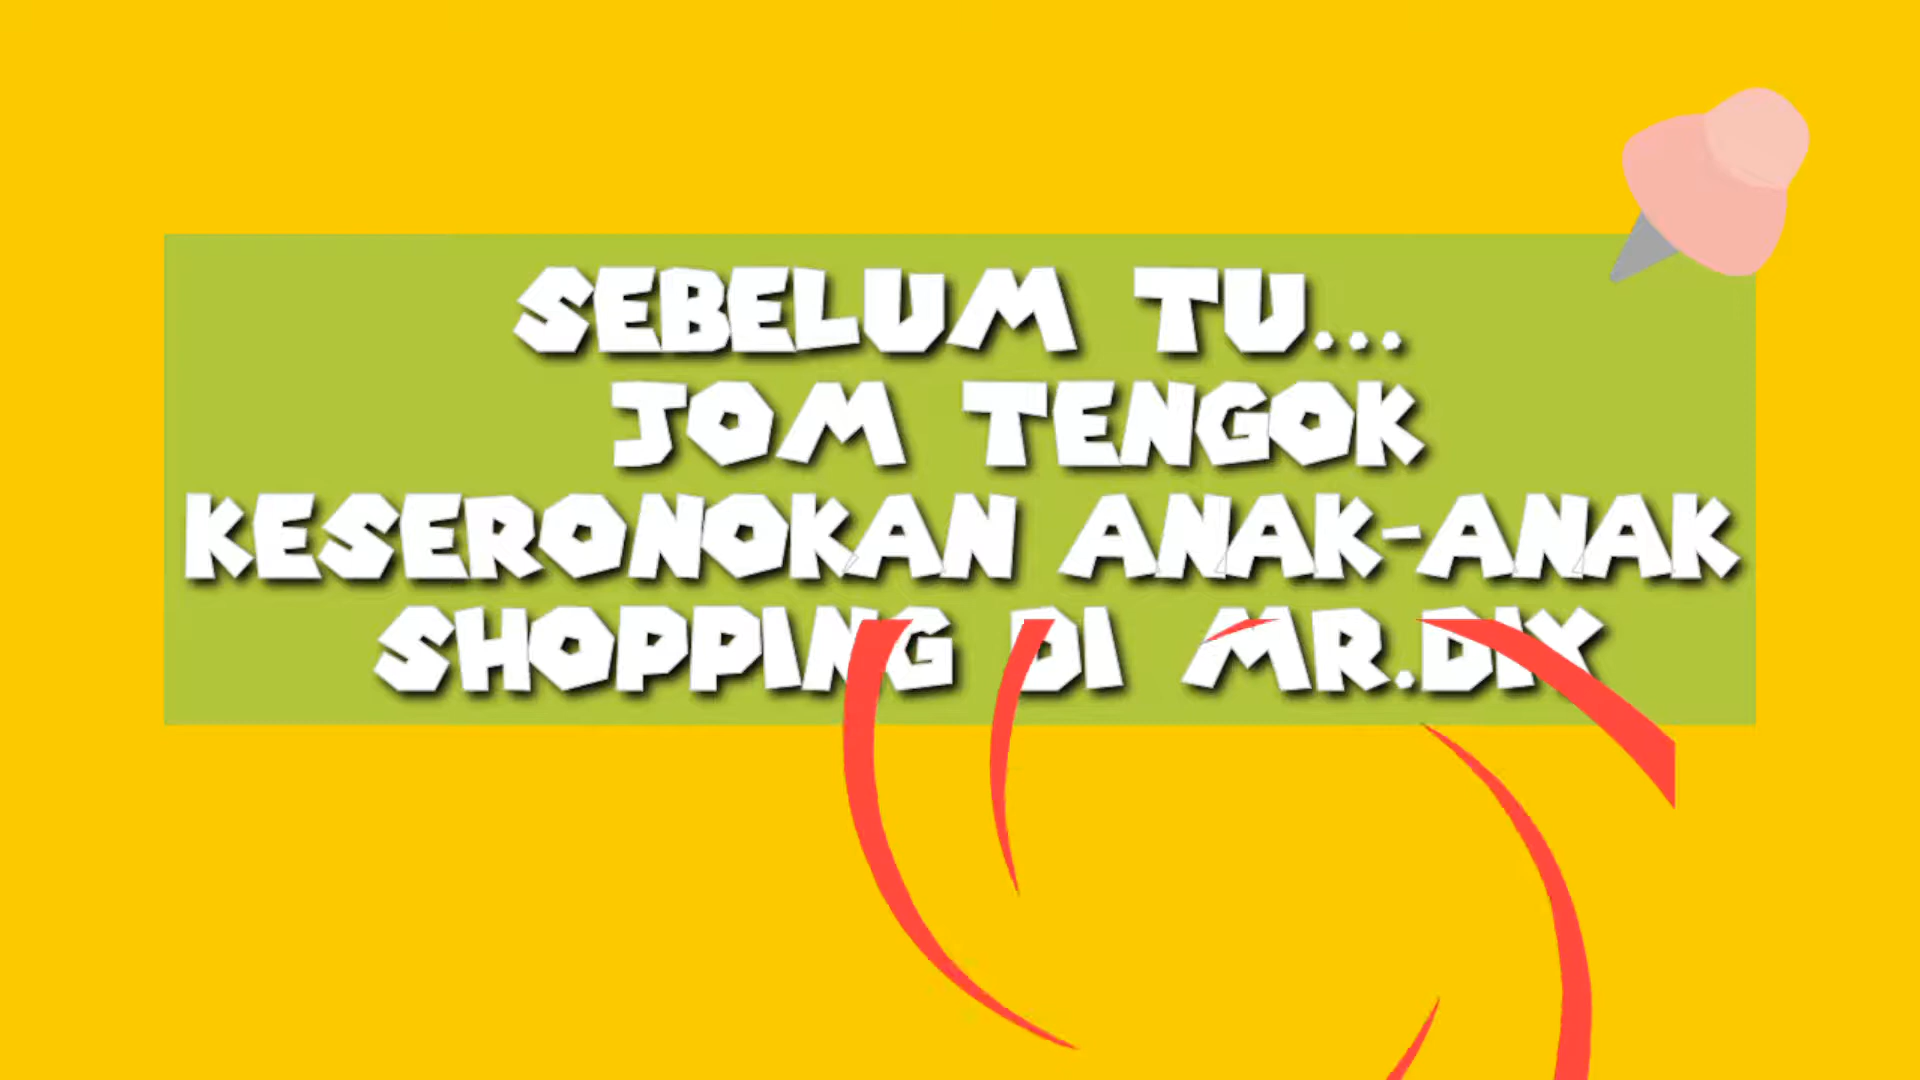 SEBELUM TU...
JOM TENGOK
KESERONOKAN ANAK-ANAK
SHOPPING DI MR.DIY